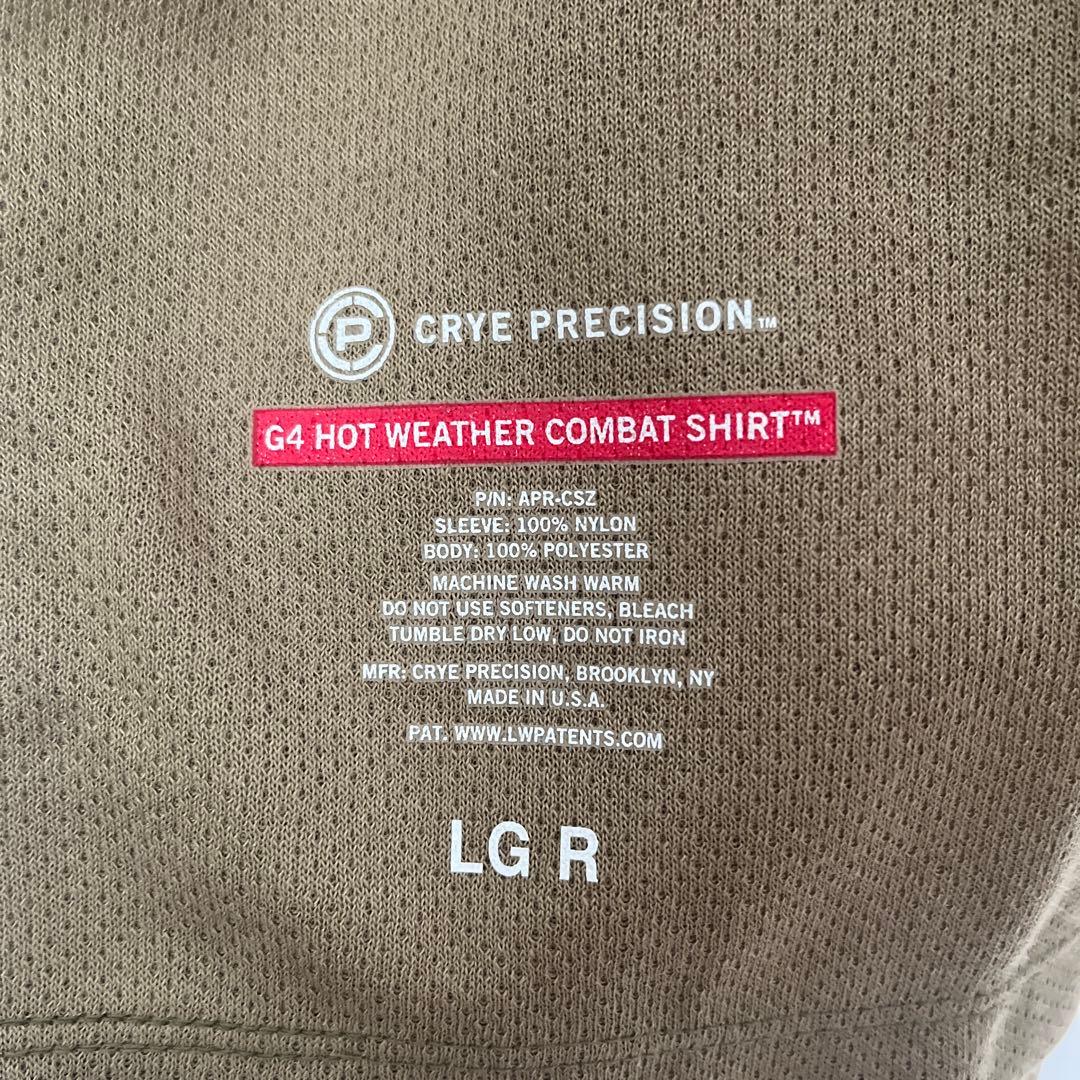 P CRYE PRECISION™
G4 HOT WEATHER COMBAT SHIRT™
P/N: APR-CSZ
SLEEVE: 100% NYLON
BODY: 100% POLYESTER
MACHINE WASH WARM
DO NOT USE SOFTENERS, BLEACH
TUMBLE DRY LOW, DO NOT IRON
MFR: CRYE PRECISION, BROOKLYN, NY
MADE IN U.S.A.
PAT. WWW.LWPATENTS.COM
LG R